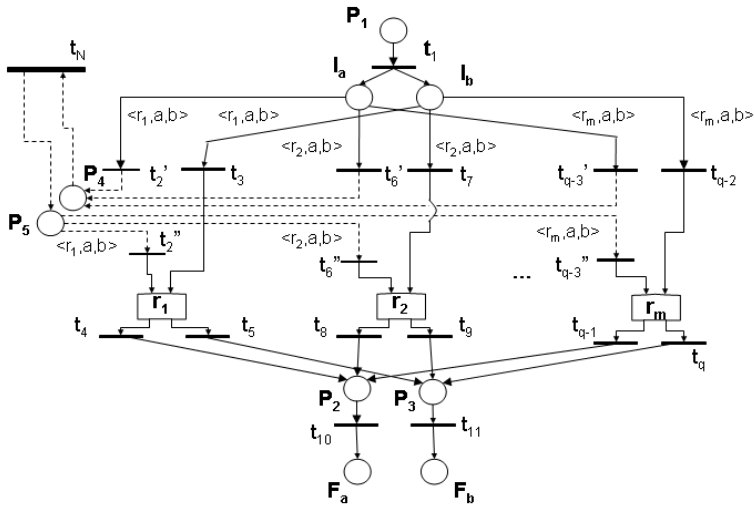 P1
t1
tN
Ia
Ib
<r1,a,b>
<r1,a,b>
<rm,a,b>
<rm,a,b>
<r2,a,b>
<r2,a,b>
P4
t2'
t3
t6'
t7
tq-3'
tq-2
P5
<r1,a,b>
t2''
<r2,a,b>
t6''
<rm,a,b>
tq-3''
...
r1
r2
rm
t4
t5
t8
t9
tq-1
tq
P2
P3
t10
t11
Fa
Fb